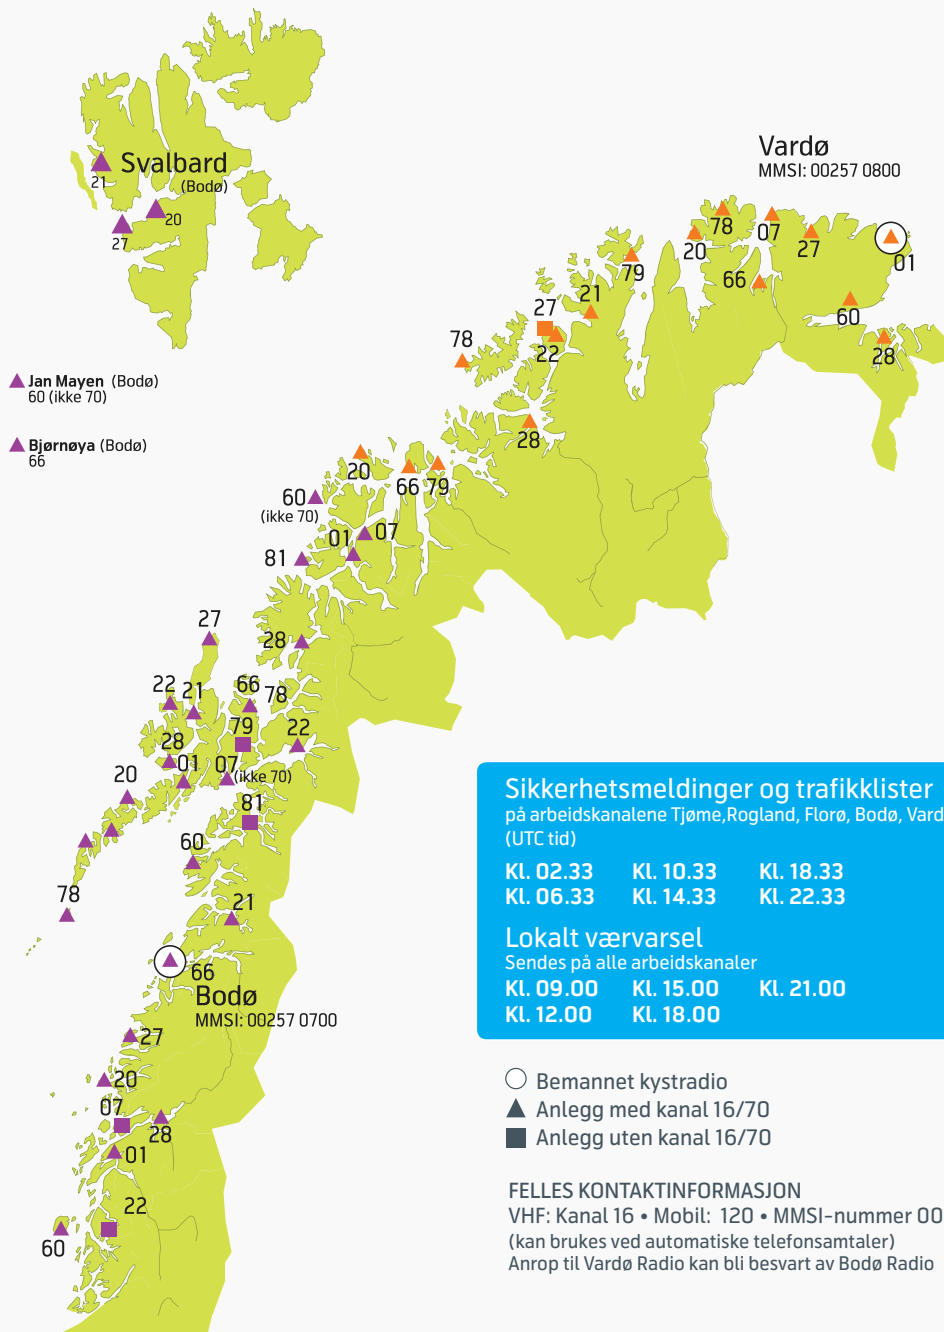 Svalbard
(Bodø)
21
20
27
Jan Mayen (Bodø)
60 (ikke 70)
Bjørnøya (Bodø)
66
Vardø
MMSI: 00257 0800
78
07
20
27
01
79
66
21
60
27
22
28
78
28
20
66
79
60
(ikke 70)
01
07
81
27
28
22
21
66
78
79
22
28
01
07
(ikke 70)
20
81
60
78
21
66
Bodø
MMSI: 00257 0700
27
20
07
28
01
22
60
Sikkerhetsmeldinger og trafikklister
på arbeidskanalene Tjøme,Rogland, Florø, Bodø, Vard
(UTC tid)
Kl. 02.33 Kl. 10.33 Kl. 18.33
Kl. 06.33 Kl. 14.33 Kl. 22.33
Lokalt værvarsel
Sendes på alle arbeidskanaler
Kl. 09.00 Kl. 15.00 Kl. 21.00
Kl. 12.00 Kl. 18.00
Bemannet kystradio
Anlegg med kanal 16/70
Anlegg uten kanal 16/70
FELLES KONTAKTINFORMASJON
VHF: Kanal 16 • Mobil: 120 • MMSI-nummer 00
(kan brukes ved automatiske telefonsamtaler)
Anrop til Vardø Radio kan bli besvart av Bodø Radio